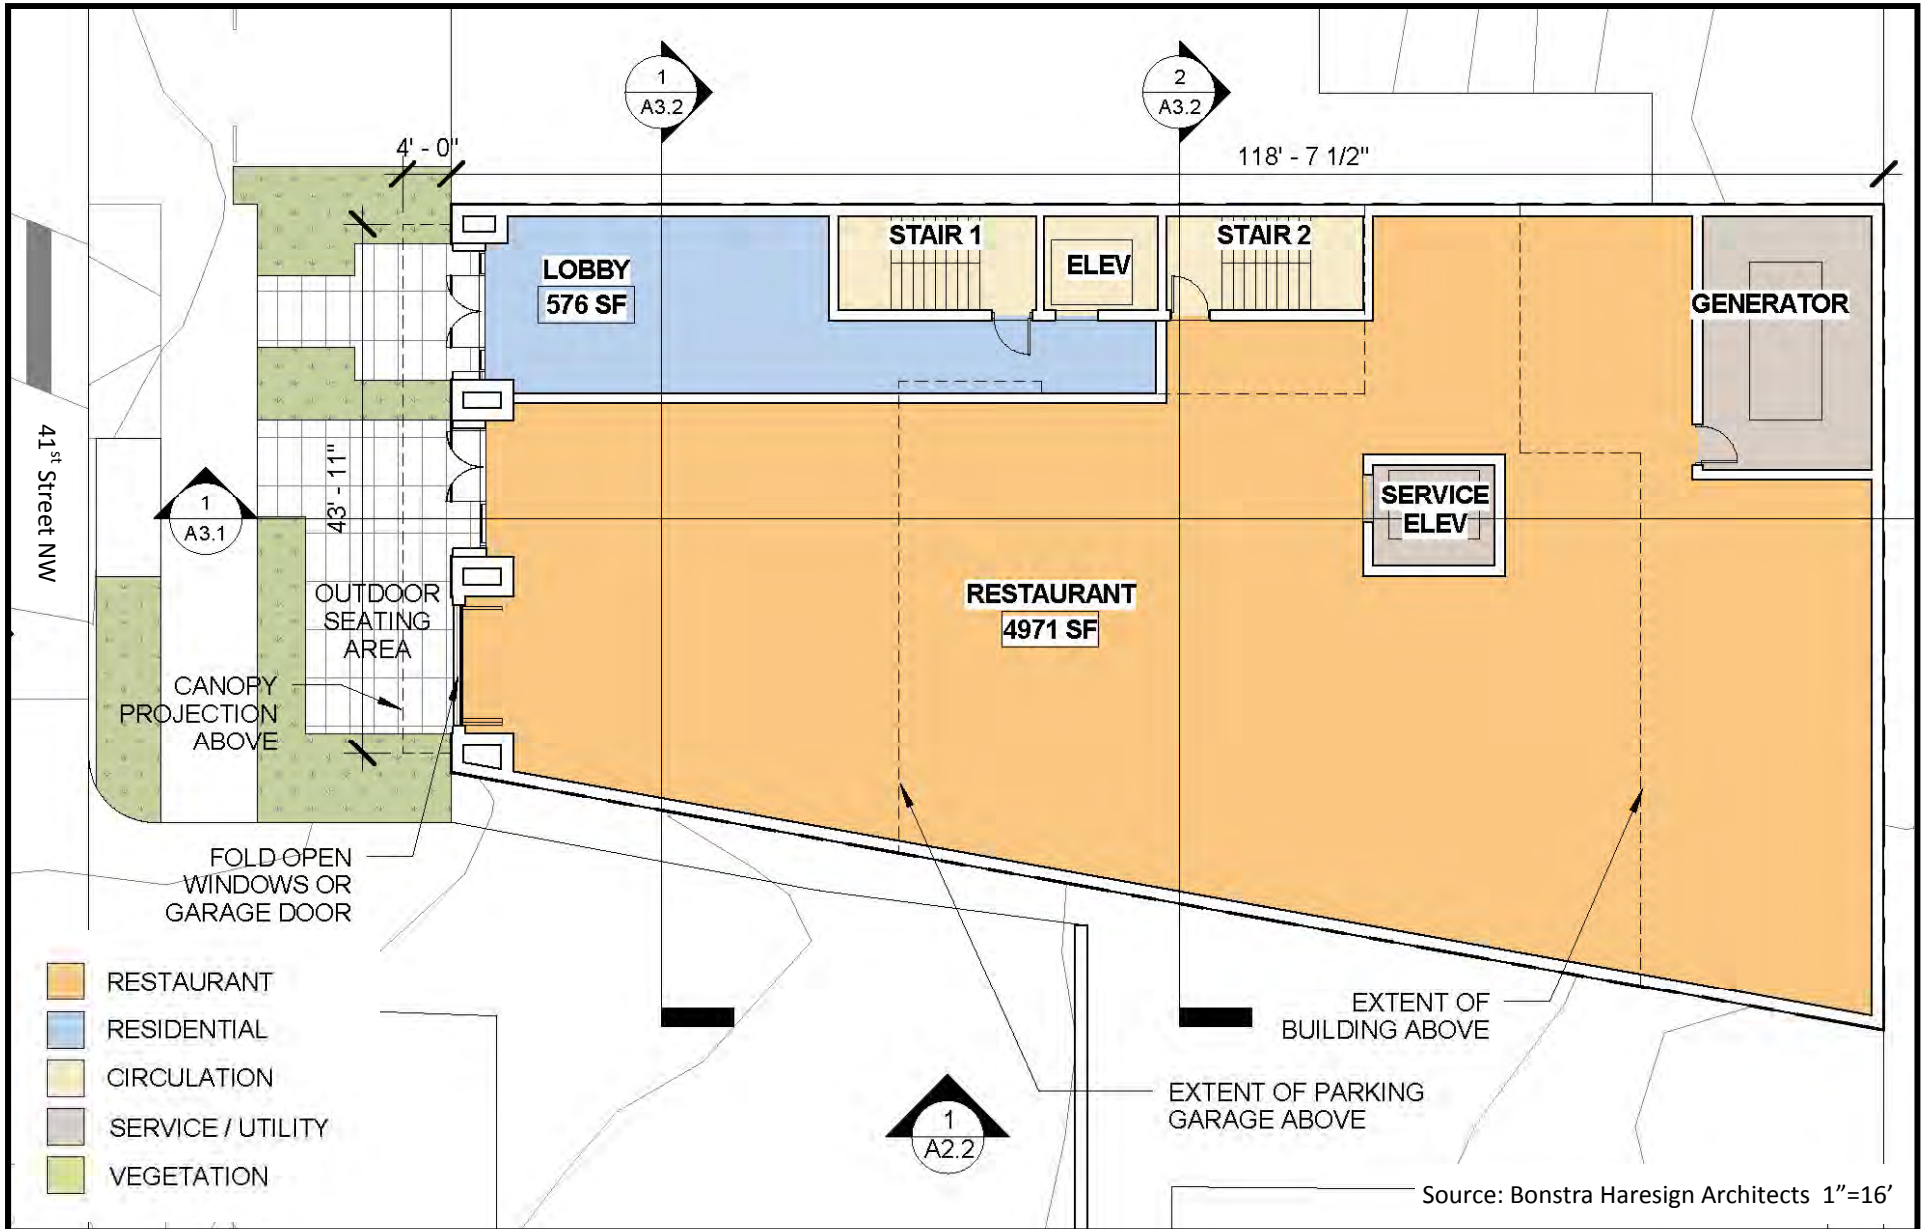 1
A3.2
2
A3.2
4' - 0"
118' - 7 1/2"
STAIR 1
STAIR 2
ELEV
LOBBY
576 SF
GENERATOR
41st Street NW
43' - 11"
1
A3.1
SERVICE
ELEV
OUTDOOR
SEATING
AREA
RESTAURANT
4971 SF
CANOPY
PROJECTION
ABOVE
FOLD OPEN
WINDOWS OR
GARAGE DOOR
RESTAURANT
RESIDENTIAL
CIRCULATION
SERVICE / UTILITY
VEGETATION
EXTENT OF
BUILDING ABOVE
EXTENT OF PARKING
GARAGE ABOVE
1
A2.2
Source: Bonstra Haresign Architects 1”=16’